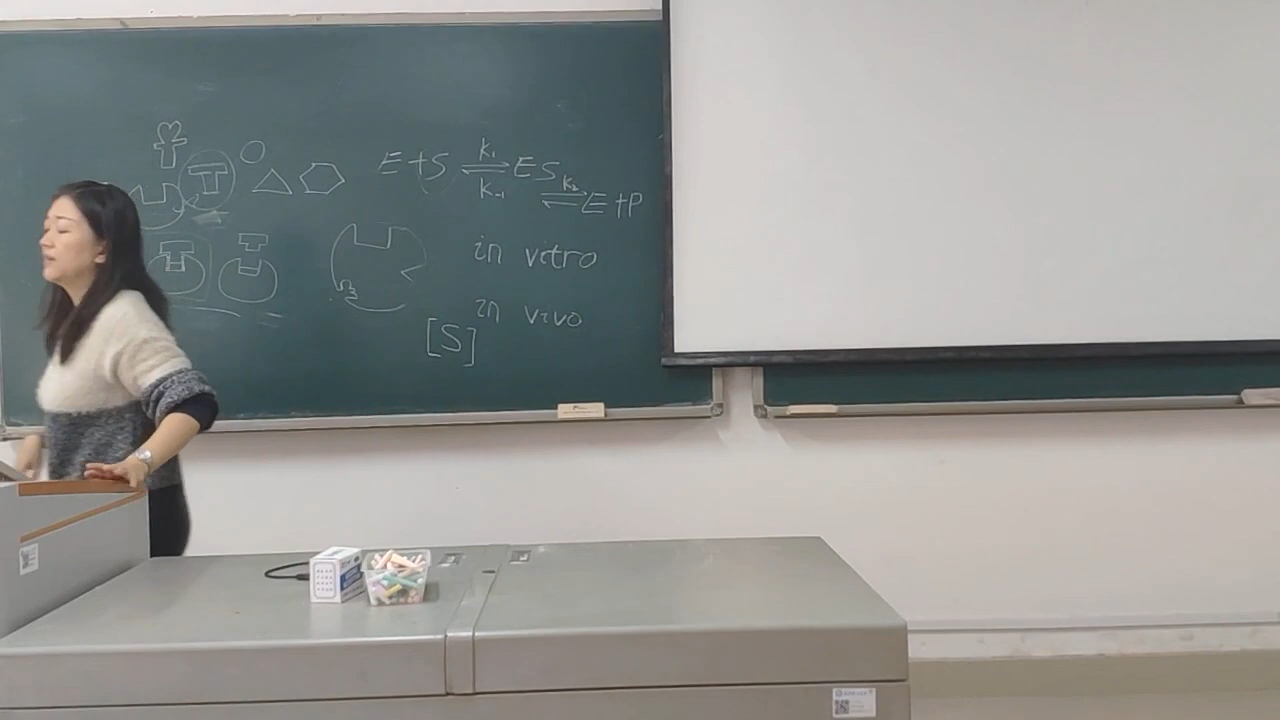 E+S ⇌ ES
K₁
K₋₁
K₂
⇌ E+P
in vitro
in vivo
[S]